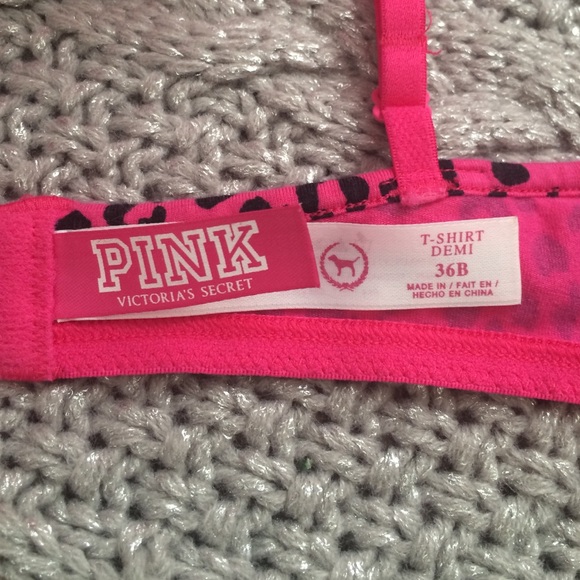 PINK
VICTORIA'S SECRET
T-SHIRT
DEMI
36B
MADE IN / FAIT EN /
HECHO EN CHINA